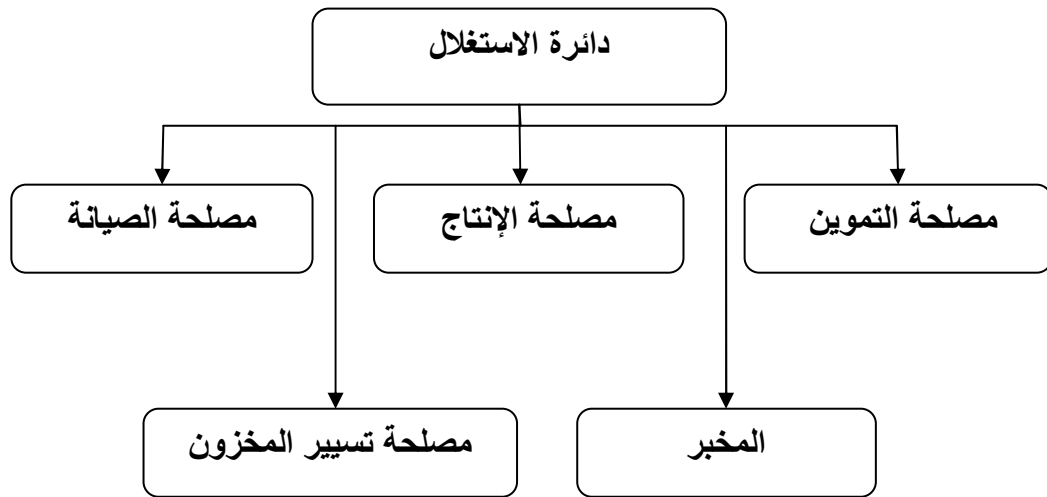 دائرة الاستغلال
مصلحة التموين
مصلحة الإنتاج
مصلحة الصيانة
المخبر
مصلحة تسيير المخزون